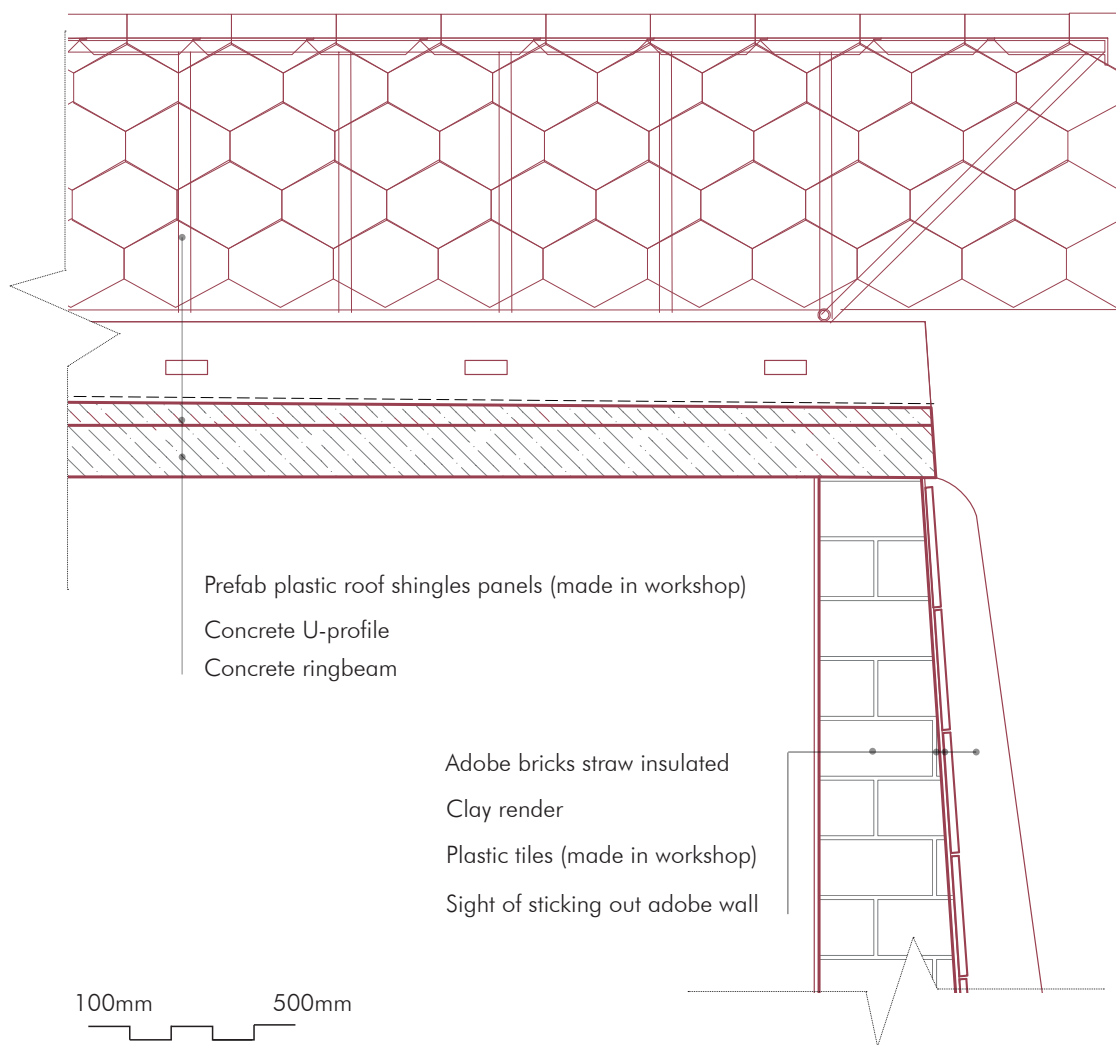 Prefab plastic roof shingles panels (made in workshop)
Concrete U-profile
Concrete ringbeam
Adobe bricks straw insulated
Clay render
Plastic tiles (made in workshop)
Sight of sticking out adobe wall
100mm 500mm